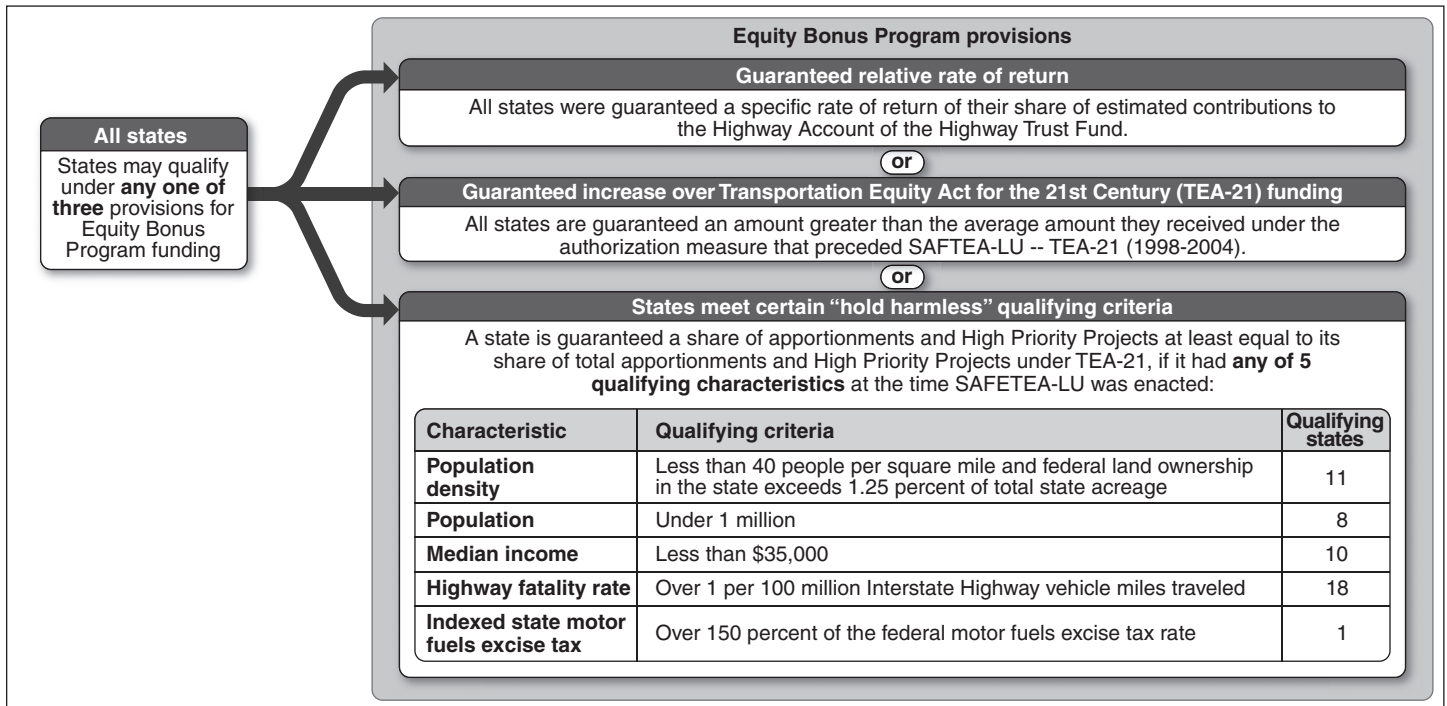 Equity Bonus Program provisions
All states
States may qualify
under any one of
three provisions for
Equity Bonus
Program funding
Guaranteed relative rate of return
All states were guaranteed a specific rate of return of their share of estimated contributions to
the Highway Account of the Highway Trust Fund.
or
Guaranteed increase over Transportation Equity Act for the 21st Century (TEA-21) funding
All states are guaranteed an amount greater than the average amount they received under the
authorization measure that preceded SAFTEA-LU -- TEA-21 (1998-2004).
or
States meet certain “hold harmless” qualifying criteria
A state is guaranteed a share of apportionments and High Priority Projects at least equal to its
share of total apportionments and High Priority Projects under TEA-21, if it had any of 5
qualifying characteristics at the time SAFETEA-LU was enacted:
Characteristic
Qualifying criteria
Qualifying
states
Population
density
Less than 40 people per square mile and federal land ownership
in the state exceeds 1.25 percent of total state acreage
11
Population
Under 1 million
8
Median income
Less than $35,000
10
Highway fatality rate
Over 1 per 100 million Interstate Highway vehicle miles traveled
18
Indexed state motor
fuels excise tax
Over 150 percent of the federal motor fuels excise tax rate
1